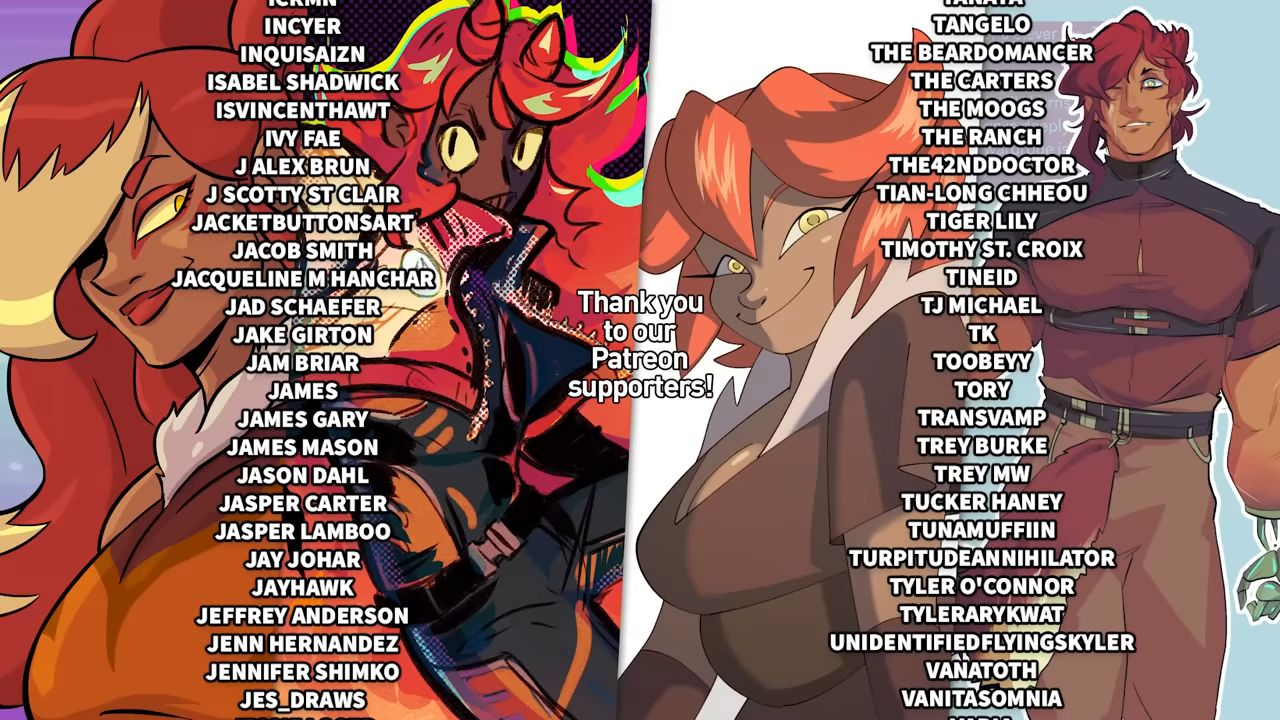 ICKMN
INCYER
INQUISAIZN
ISABEL SHADWICK
ISVINCENTHAWT
IVY FAE
J ALEX BRUN
J SCOTTY ST CLAIR
JACKETBUTTONSART
JACOB SMITH
JACQUELINE M HANCHAR
JAD SCHAEFER
JAKE GIRTON
JAM BRIAR
JAMES
JAMES GARY
JAMES MASON
JASON DAHL
JASPER CARTER
JASPER LAMBOO
JAY JOHAR
JAYHAWK
JEFFREY ANDERSON
JENN HERNANDEZ
JENNIFER SHIMKO
JES_DRAWS
Thank you
to our
Patreon
supporters!
TANAYA
TANGELO
THE BEARDOMANCER
THE CARTERS
THE MOOGS
THE RANCH
THE42NDDOCTOR
TIAN-LONG CHHEOU
TIGER LILY
TIMOTHY ST. CROIX
TINEID
TJ MICHAEL
TK
TOOBEYY
TORY
TRANSVAMP
TREY BURKE
TREY MW
TUCKER HANEY
TUNAMUFFIIN
TURPITUDEANNIHILATOR
TYLER O'CONNOR
TYLERARYKWAT
UNIDENTIFIEDFLYINGSKYLER
VANATOTH
VANITASOMNIA